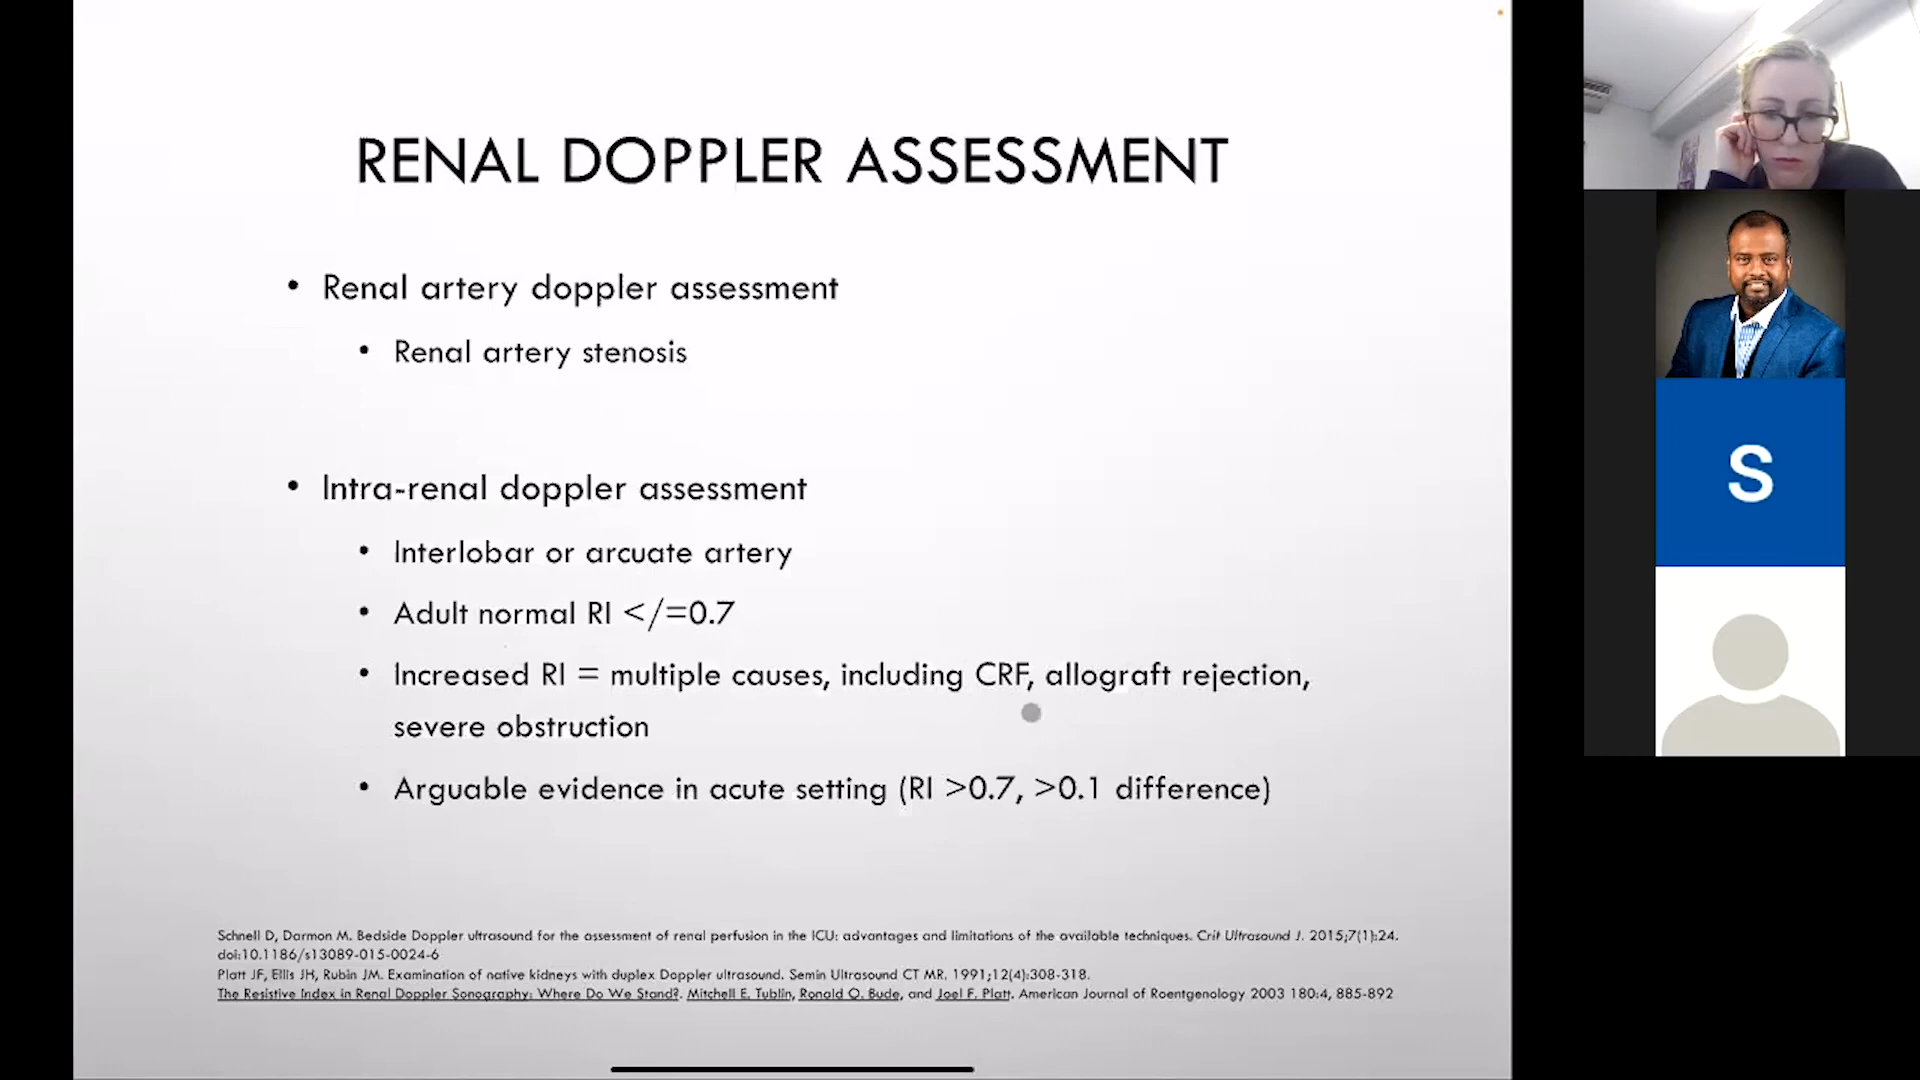 RENAL DOPPLER ASSESSMENT
• Renal artery doppler assessment
• Renal artery stenosis
• Intra-renal doppler assessment
• Interlobar or arcuate artery
• Adult normal RI </=0.7
• Increased RI = multiple causes, including CRF, allograft rejection,
severe obstruction
• Arguable evidence in acute setting (RI >0.7, >0.1 difference)
Schnell D, Darmon M. Bedside Doppler ultrasound for the assessment of renal perfusion in the ICU: advantages and limitations of the available techniques. Crit Ultrasound J. 2015;7(1):24.
doi:10.1186/s13089-015-0024-6
Platt JF, Ellis JH, Rubin JM. Examination of native kidneys with duplex Doppler ultrasound. Semin Ultrasound CT MR. 1991;12(4):308-318.
The Resistive Index in Renal Doppler Sonography: Where Do We Stand?. Mitchell E. Tublin, Ronald O. Bude, and Joel F. Platt. American Journal of Roentgenology 2003 180:4, 885-892
S